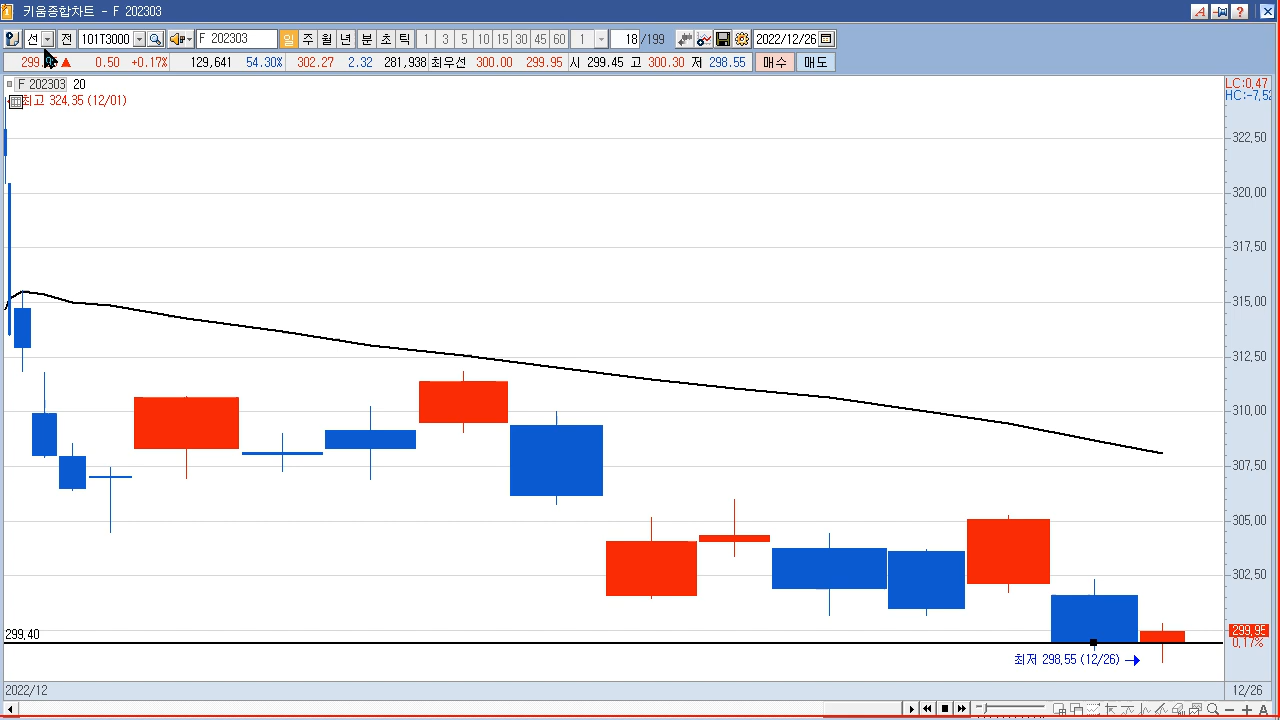 키움종합차트 - F 202303
선 전 101T3000 F 202303 일 주 월 년 분 초 틱 1 3 5 10 15 30 45 60 1 18 /199 2022/12/26
0.50 +0.17% 129,641 54.30% 302.27 2.32 281,938 최우선 300.00 299.95 시 299.45 고 300.30 저 298.55 매수 매도
F 202303 20
최고 324,35 (12/01)
LC:0,47
HC:-7,52
322,50
320,00
317,50
315,00
312,50
310,00
307,50
305,00
302,50
299,40
299,95
0,17%
최저 298,55 (12/26)
2022/12
12/26
A